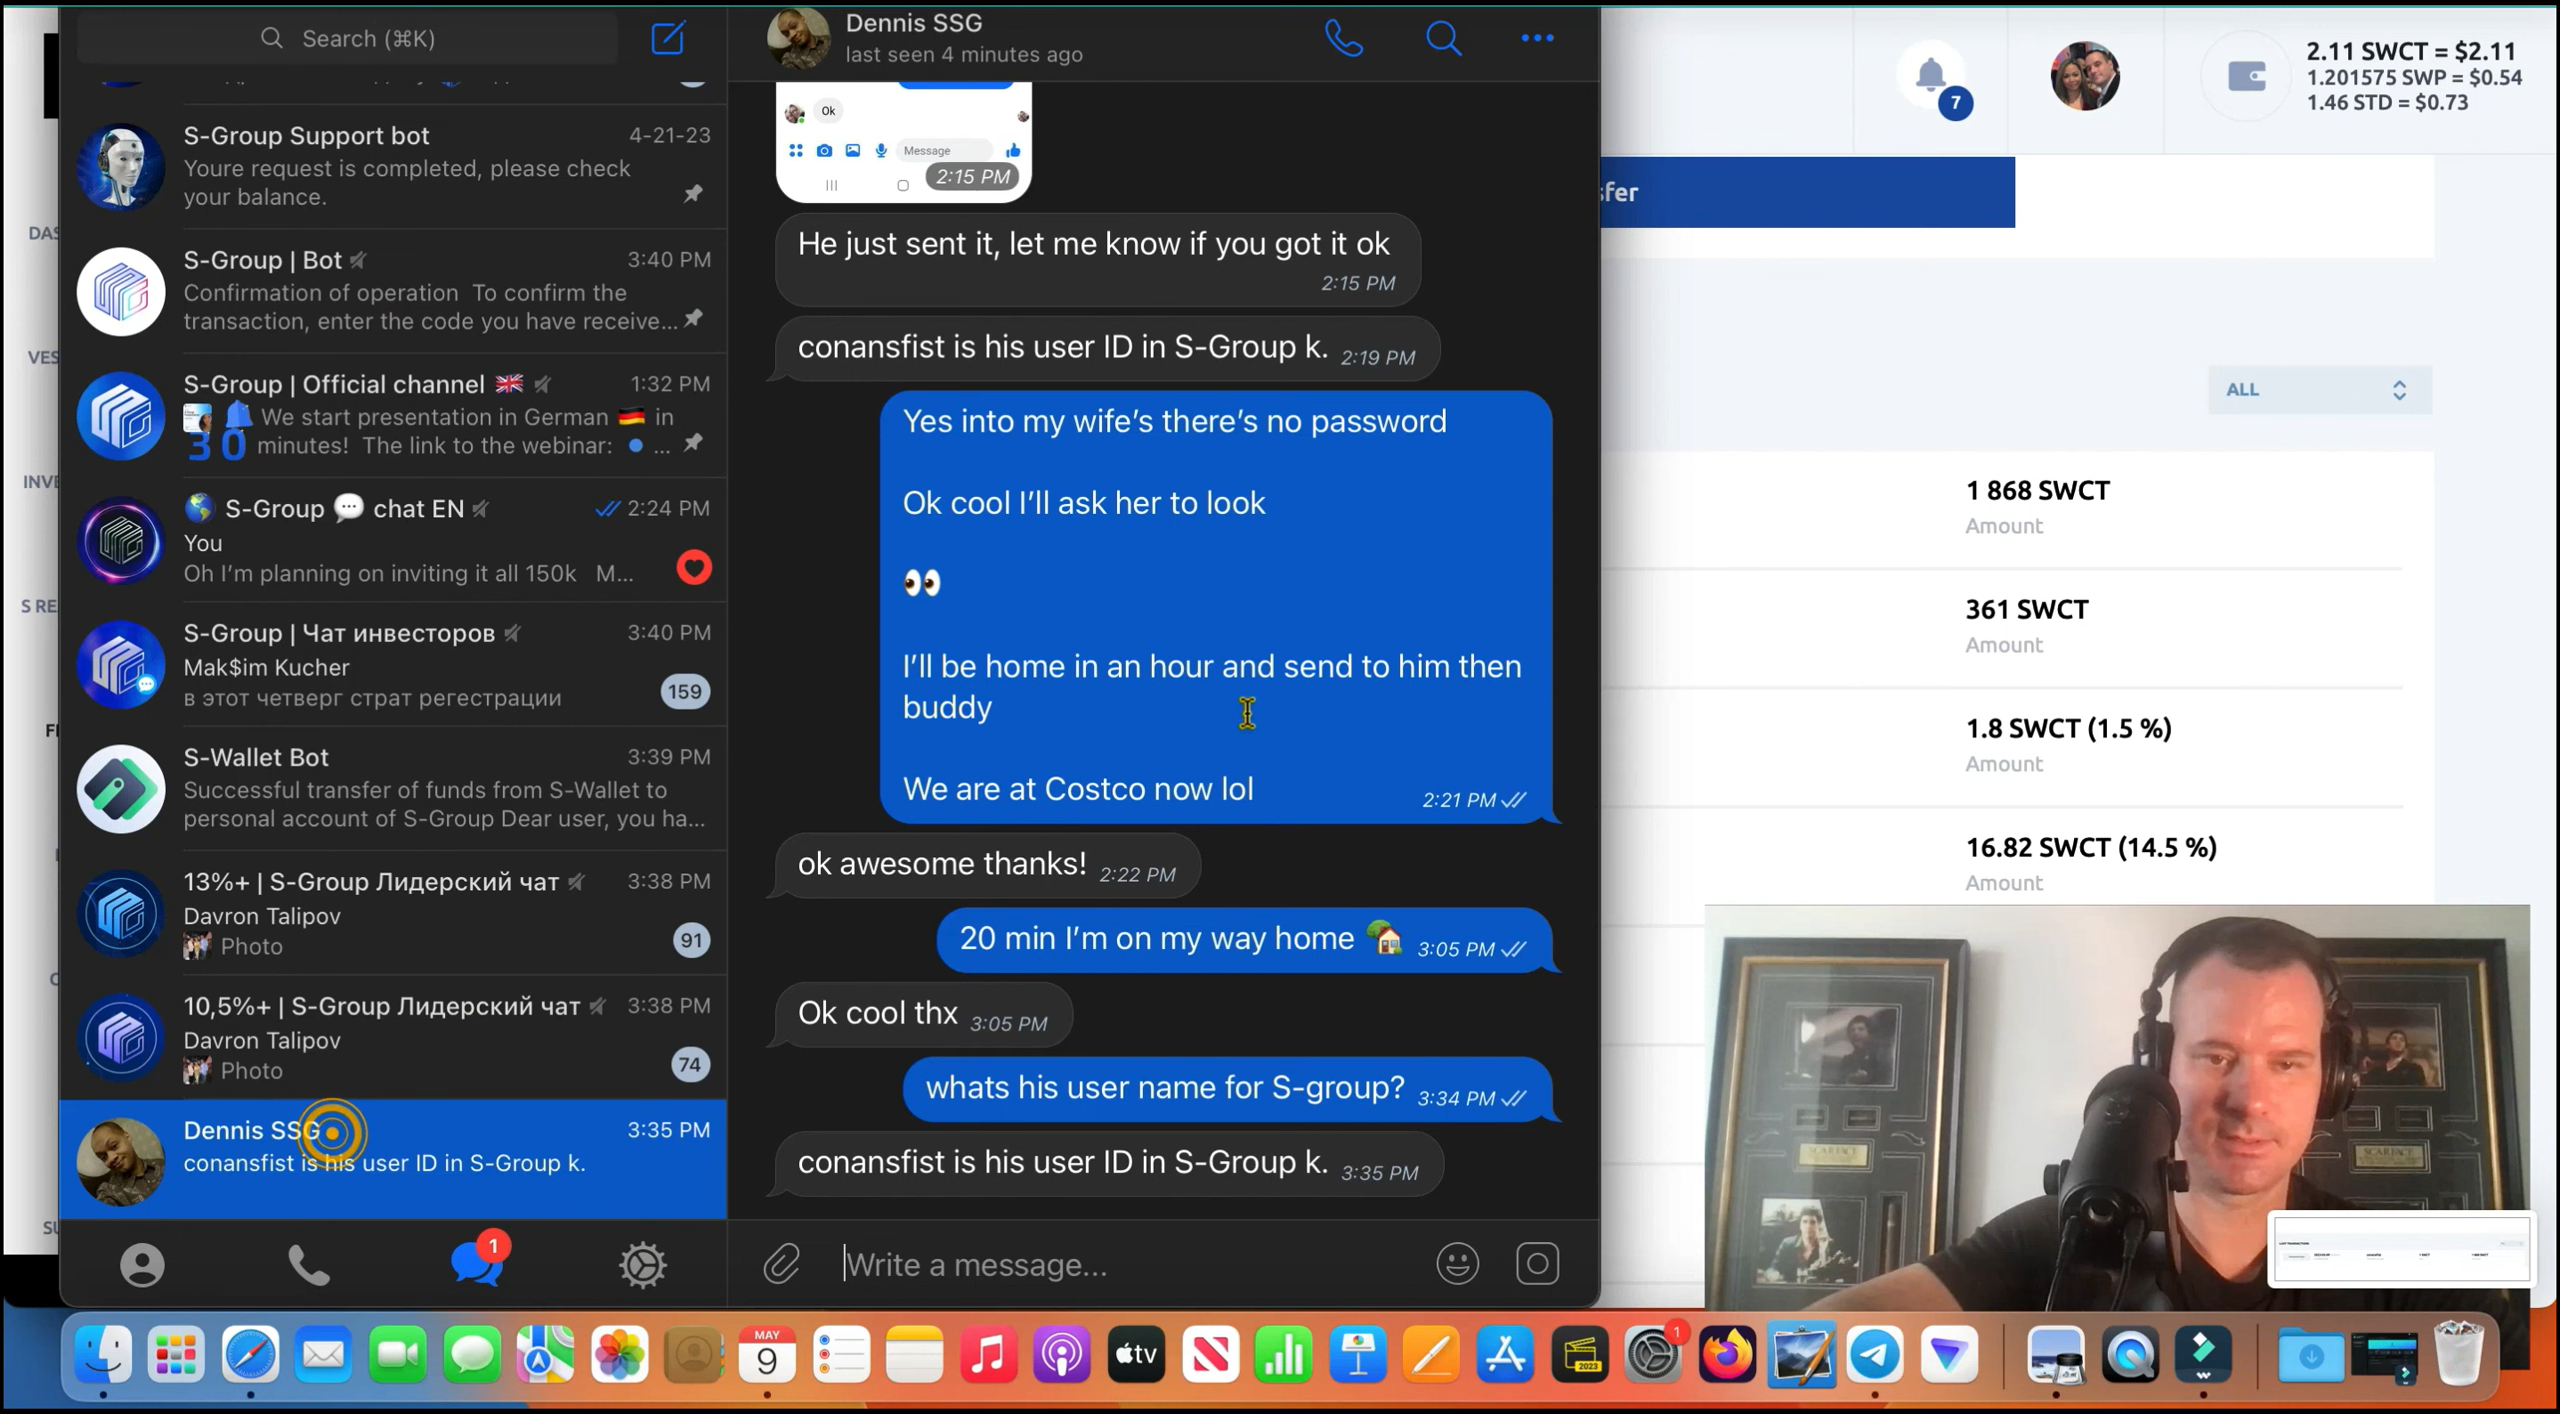 Search (⌘K)
S-Group Support bot
4-21-23
Youre request is completed, please check
your balance.
S-Group | Bot
3:40 PM
Confirmation of operation  To confirm the
transaction, enter the code you have receive...
S-Group | Official channel 🇬🇧
1:32 PM
🔔 We start presentation in German 🇩🇪 in
30 minutes!  The link to the webinar: ...
🌎 S-Group 💬 chat EN
2:24 PM
You
Oh I'm planning on inviting it all 150k  M...
S-Group | Чат инвесторов
3:40 PM
Mak$im Kucher
в этот четверг страт регестрации
159
S-Wallet Bot
3:39 PM
Successful transfer of funds from S-Wallet to
personal account of S-Group Dear user, you ha...
13%+ | S-Group Лидерский чат
3:38 PM
Davron Talipov
Photo
91
10,5%+ | S-Group Лидерский чат
3:38 PM
Davron Talipov
Photo
74
Dennis SSG
3:35 PM
conansfist is his user ID in S-Group k.
1
Dennis SSG
last seen 4 minutes ago
Ok
Message
2:15 PM
He just sent it, let me know if you got it ok
2:15 PM
conansfist is his user ID in S-Group k. 2:19 PM
Yes into my wife's there's no password
Ok cool I'll ask her to look
👀
I'll be home in an hour and send to him then
buddy
We are at Costco now lol
2:21 PM
ok awesome thanks! 2:22 PM
20 min I'm on my way home 🏡 3:05 PM
Ok cool thx 3:05 PM
whats his user name for S-group? 3:34 PM
conansfist is his user ID in S-Group k. 3:35 PM
Write a message...
7
2.11 SWCT = $2.11
1.201575 SWP = $0.54
1.46 STD = $0.73
sfer
ALL
1 868 SWCT
Amount
361 SWCT
Amount
1.8 SWCT (1.5 %)
Amount
16.82 SWCT (14.5 %)
Amount
DAS
VES
INVE
S RE
SCARFACE
SCARFACE
MAY
9
tv
2023
1